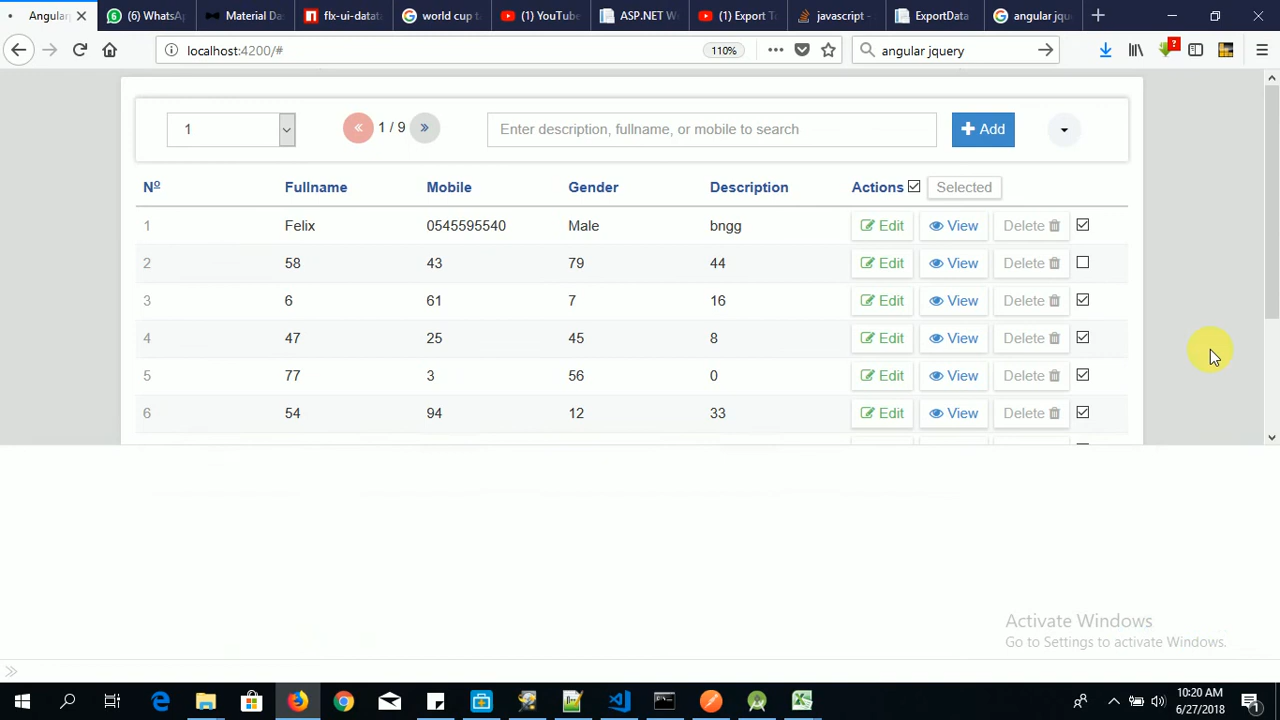 Angular
(6) WhatsA
Material Da
flx-ui-datat
world cup t
(1) YouTube
ASP.NET W
(1) Export T
javascript -
ExportData
angular jqu
localhost:4200/#
110%
angular jquery
?
1
« 1 / 9 »
Enter description, fullname, or mobile to search
Add
Nº Fullname Mobile Gender Description Actions Selected
1 Felix 0545595540 Male bngg Edit View Delete
2 58 43 79 44 Edit View Delete
3 6 61 7 16 Edit View Delete
4 47 25 45 8 Edit View Delete
5 77 3 56 0 Edit View Delete
6 54 94 12 33 Edit View Delete
Activate Windows
Go to Settings to activate Windows.
10:20 AM
6/27/2018
1